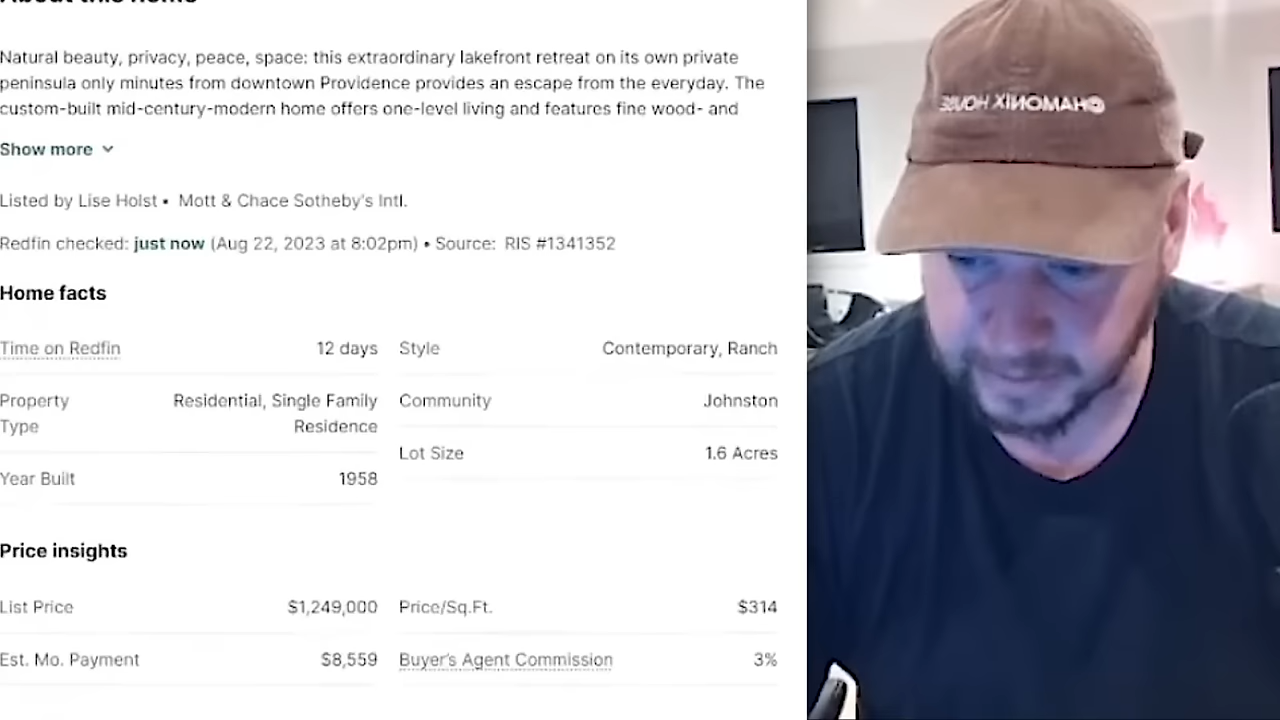 About this home
Natural beauty, privacy, peace, space: this extraordinary lakefront retreat on its own private
peninsula only minutes from downtown Providence provides an escape from the everyday. The
custom-built mid-century-modern home offers one-level living and features fine wood- and
Show more
Listed by Lise Holst • Mott & Chace Sotheby's Intl.
Redfin checked: just now (Aug 22, 2023 at 8:02pm) • Source: RIS #1341352
Home facts
Time on Redfin 12 days
Style Contemporary, Ranch
Property Type Residential, Single Family Residence
Community Johnston
Lot Size 1.6 Acres
Year Built 1958
Price insights
List Price $1,249,000
Price/Sq.Ft. $314
Est. Mo. Payment $8,559
Buyer's Agent Commission 3%
@HAMONIX HOUSE